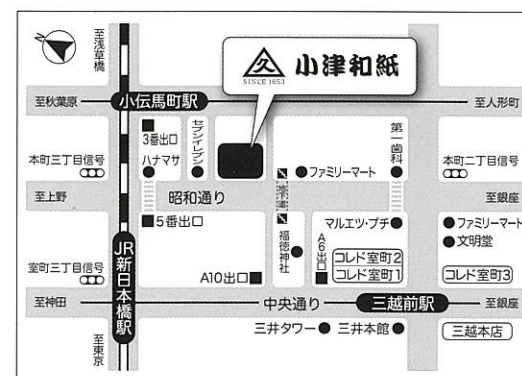 至浅草橋
N
久
SINCE 1653
小津和紙
至秋葉原
小伝馬町駅
至人形町
3番出口
ハナマサ
セブンイレブン
第一歯科
本町三丁目信号
地下道
ファミリーマート
本町二丁目信号
至上野
昭和通り
至銀座
5番出口
福徳神社
マルエツ・プチ
ファミリーマート
文明堂
A6出口
コレド室町2
コレド室町1
コレド室町3
室町三丁目信号
JR新日本橋駅
A10出口
至神田
中央通り
三越前駅
至銀座
至東京
三井タワー
三井本館
三越本店